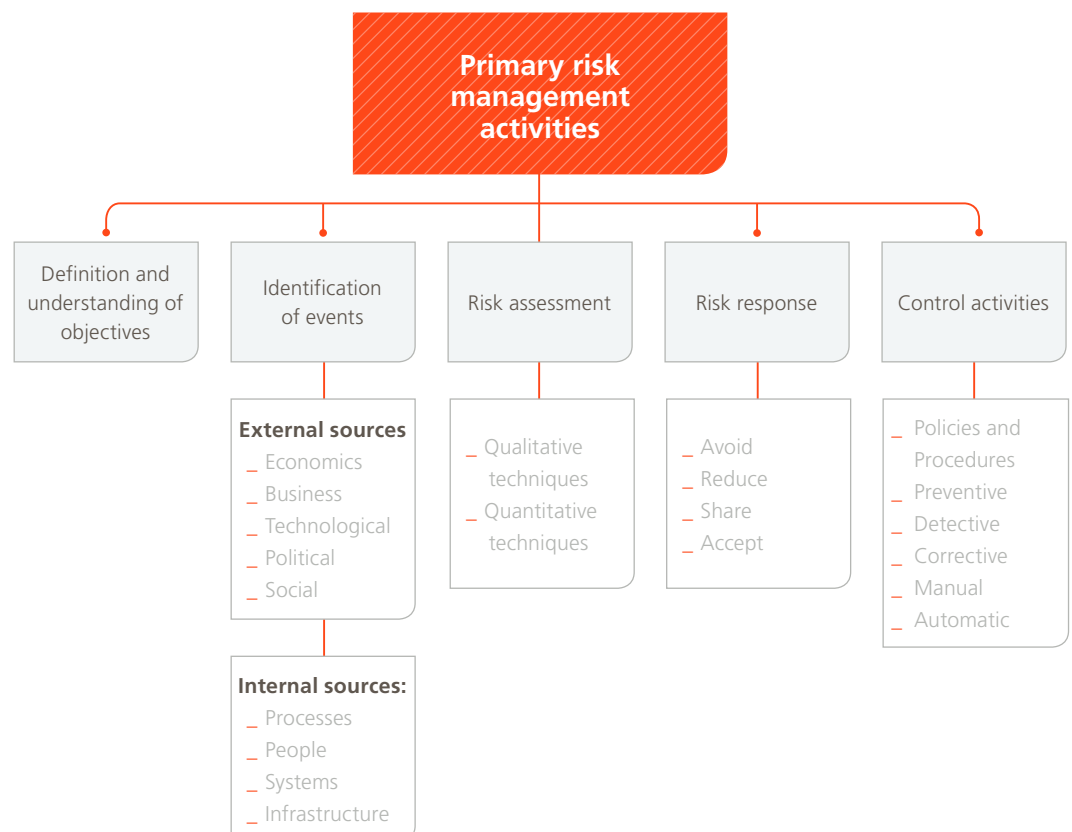 Primary risk
management
activities
Definition and
understanding of
objectives
Identification
of events
Risk assessment
Risk response
Control activities
External sources
_ Economics
_ Business
_ Technological
_ Political
_ Social
Internal sources:
_ Processes
_ People
_ Systems
_ Infrastructure
_ Qualitative
techniques
_ Quantitative
techniques
_ Avoid
_ Reduce
_ Share
_ Accept
_ Policies and
Procedures
_ Preventive
_ Detective
_ Corrective
_ Manual
_ Automatic